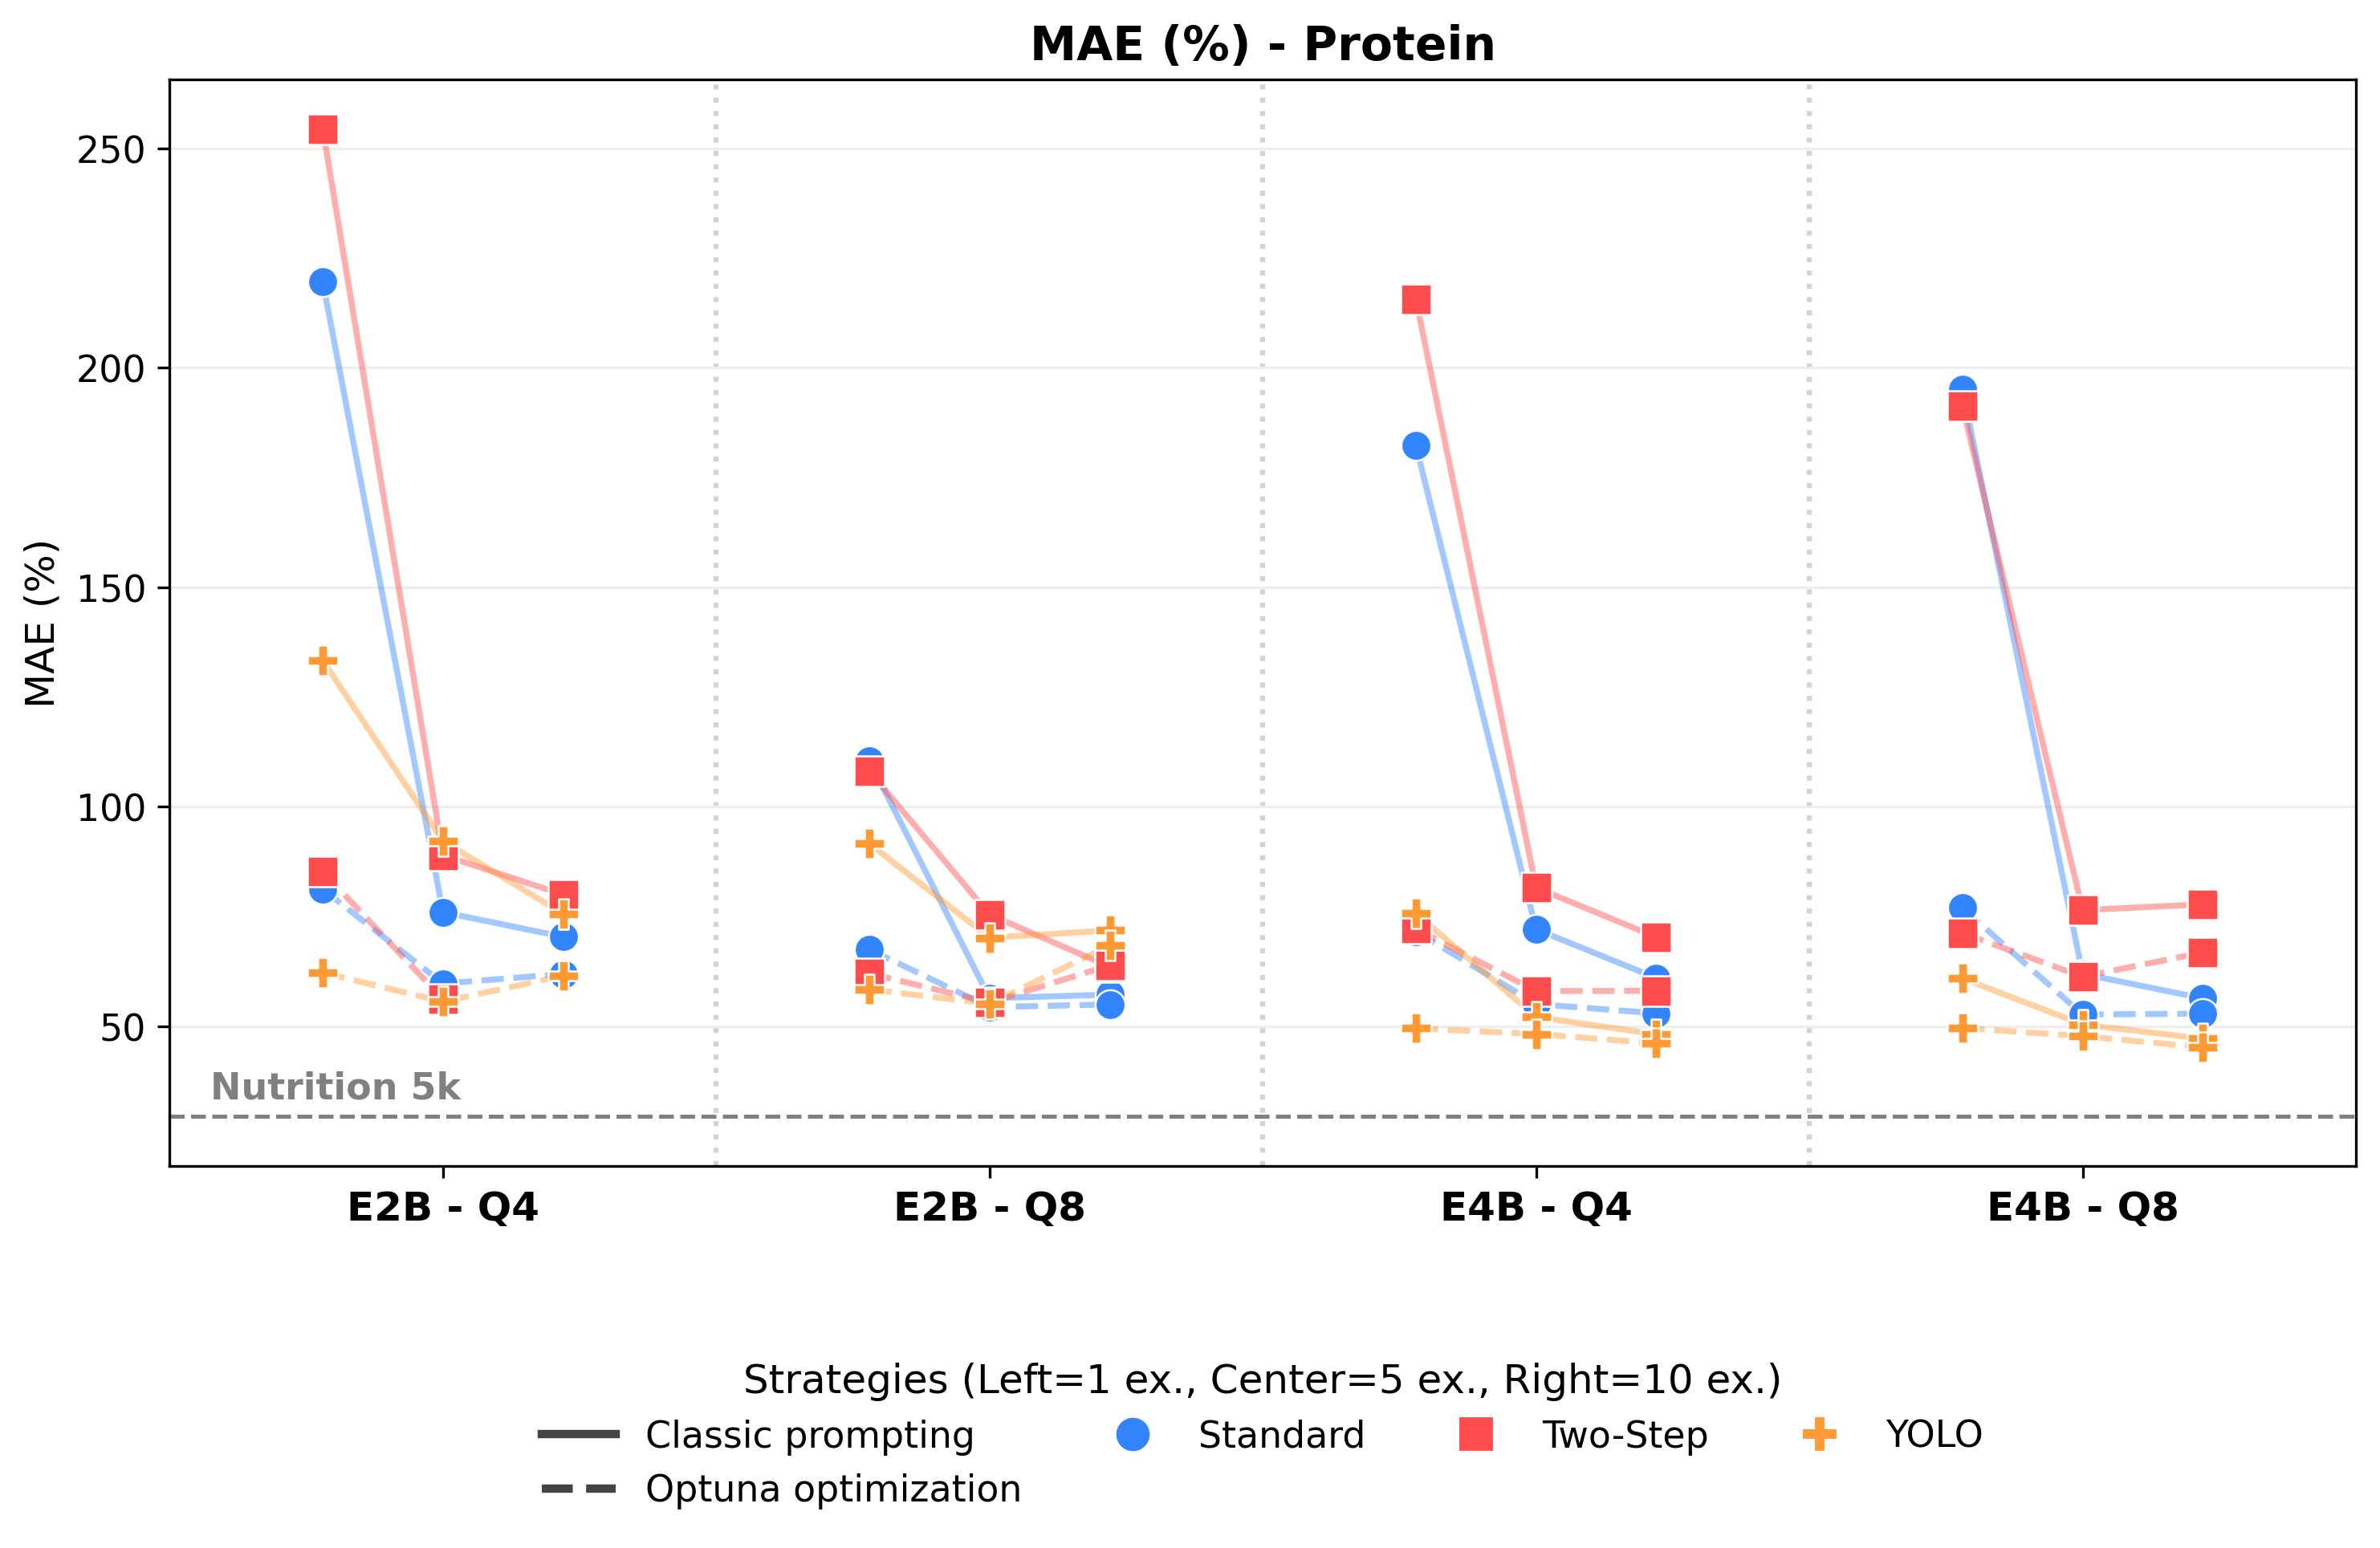 MAE (%) - Protein
MAE (%)
250
200
150
100
50
Nutrition 5k
E2B - Q4
E2B - Q8
E4B - Q4
E4B - Q8
Strategies (Left=1 ex., Center=5 ex., Right=10 ex.)
Classic prompting
Standard
Two-Step
YOLO
Optuna optimization